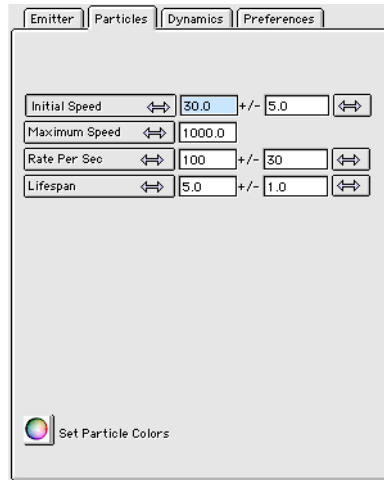 Emitter Particles Dynamics Preferences
Initial Speed 30.0 +/- 5.0
Maximum Speed 1000.0
Rate Per Sec 100 +/- 30
Lifespan 5.0 +/- 1.0
Set Particle Colors